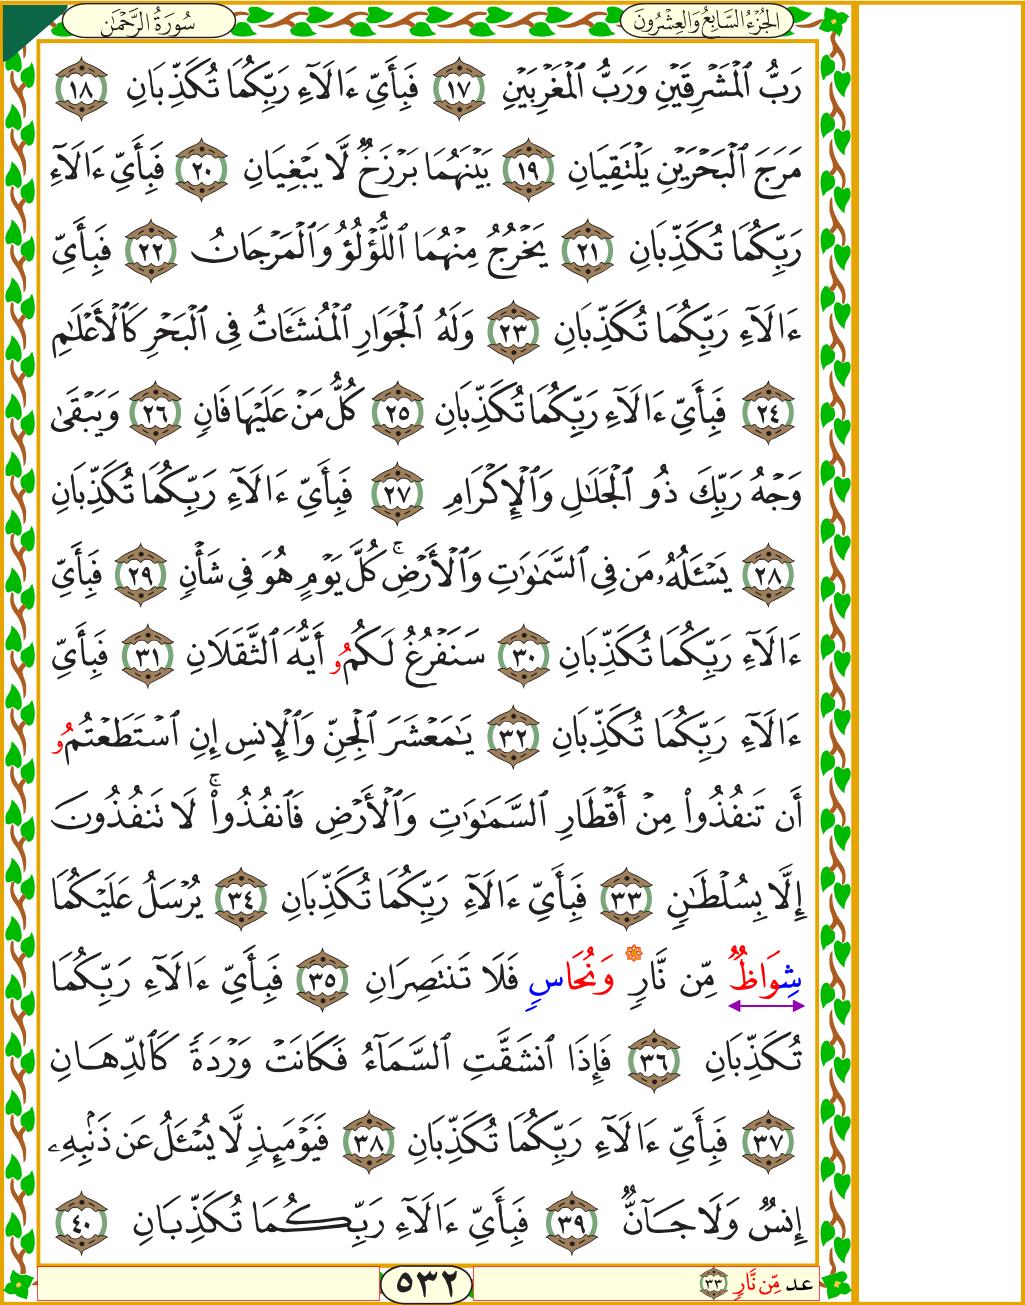 الجُزْءُ السَّابِعُ وَالعِشْرُونَ
سُورَةُ الرَّحْمَٰن
رَبُّ ٱلْمَشْرِقَيْنِ وَرَبُّ ٱلْمَغْرِبَيْنِ ١٧ فَبِأَيِّ ءَالَآءِ رَبِّكُمَا تُكَذِّبَانِ ١٨
مَرَجَ ٱلْبَحْرَيْنِ يَلْتَقِيَانِ ١٩ بَيْنَهُمَا بَرْزَخٌ لَّا يَبْغِيَانِ ٢٠ فَبِأَيِّ ءَالَآءِ
رَبِّكُمَا تُكَذِّبَانِ ٢١ يَخْرُجُ مِنْهُمَا ٱللُّؤْلُؤُ وَٱلْمَرْجَانُ ٢٢ فَبِأَيِّ
ءَالَآءِ رَبِّكُمَا تُكَذِّبَانِ ٢٣ وَلَهُ ٱلْجَوَارِ ٱلْمُنشَـَٔاتُ فِى ٱلْبَحْرِ كَٱلْأَعْلَٰمِ
٢٤ فَبِأَيِّ ءَالَآءِ رَبِّكُمَا تُكَذِّبَانِ ٢٥ كُلُّ مَنْ عَلَيْهَا فَانٍ ٢٦ وَيَبْقَىٰ
وَجْهُ رَبِّكَ ذُو ٱلْجَلَٰلِ وَٱلْإِكْرَامِ ٢٧ فَبِأَيِّ ءَالَآءِ رَبِّكُمَا تُكَذِّبَانِ
٢٨ يَسْـَٔلُهُۥ مَن فِى ٱلسَّمَٰوَٰتِ وَٱلْأَرْضِ ۚ كُلَّ يَوْمٍ هُوَ فِى شَأْنٍ ٢٩ فَبِأَيِّ
ءَالَآءِ رَبِّكُمَا تُكَذِّبَانِ ٣٠ سَنَفْرُغُ لَكُمُۥ أَيُّهَ ٱلثَّقَلَانِ ٣١ فَبِأَيِّ
ءَالَآءِ رَبِّكُمَا تُكَذِّبَانِ ٣٢ يَٰمَعْشَرَ ٱلْجِنِّ وَٱلْإِنسِ إِنِ ٱسْتَطَعْتُمُۥ
أَن تَنفُذُوا۟ مِنْ أَقْطَارِ ٱلسَّمَٰوَٰتِ وَٱلْأَرْضِ فَٱنفُذُوا۟ ۚ لَا تَنفُذُونَ
إِلَّا بِسُلْطَٰنٍ ٣٣ فَبِأَيِّ ءَالَآءِ رَبِّكُمَا تُكَذِّبَانِ ٣٤ يُرْسَلُ عَلَيْكُمَا
شِوَاظٌ مِّن نَّارٍ وَنُحَاسٍ فَلَا تَنتَصِرَانِ ٣٥ فَبِأَيِّ ءَالَآءِ رَبِّكُمَا
تُكَذِّبَانِ ٣٦ فَإِذَا ٱنشَقَّتِ ٱلسَّمَآءُ فَكَانَتْ وَرْدَةً كَٱلدِّهَانِ
٣٧ فَبِأَيِّ ءَالَآءِ رَبِّكُمَا تُكَذِّبَانِ ٣٨ فَيَوْمَئِذٍ لَّا يُسْـَٔلُ عَن ذَنۢبِهِۦ
إِنسٌ وَلَا جَآنٌّ ٣٩ فَبِأَيِّ ءَالَآءِ رَبِّكُمَا تُكَذِّبَانِ ٤٠
عد مِّن نَّارٍ ٣٣
٥٣٢